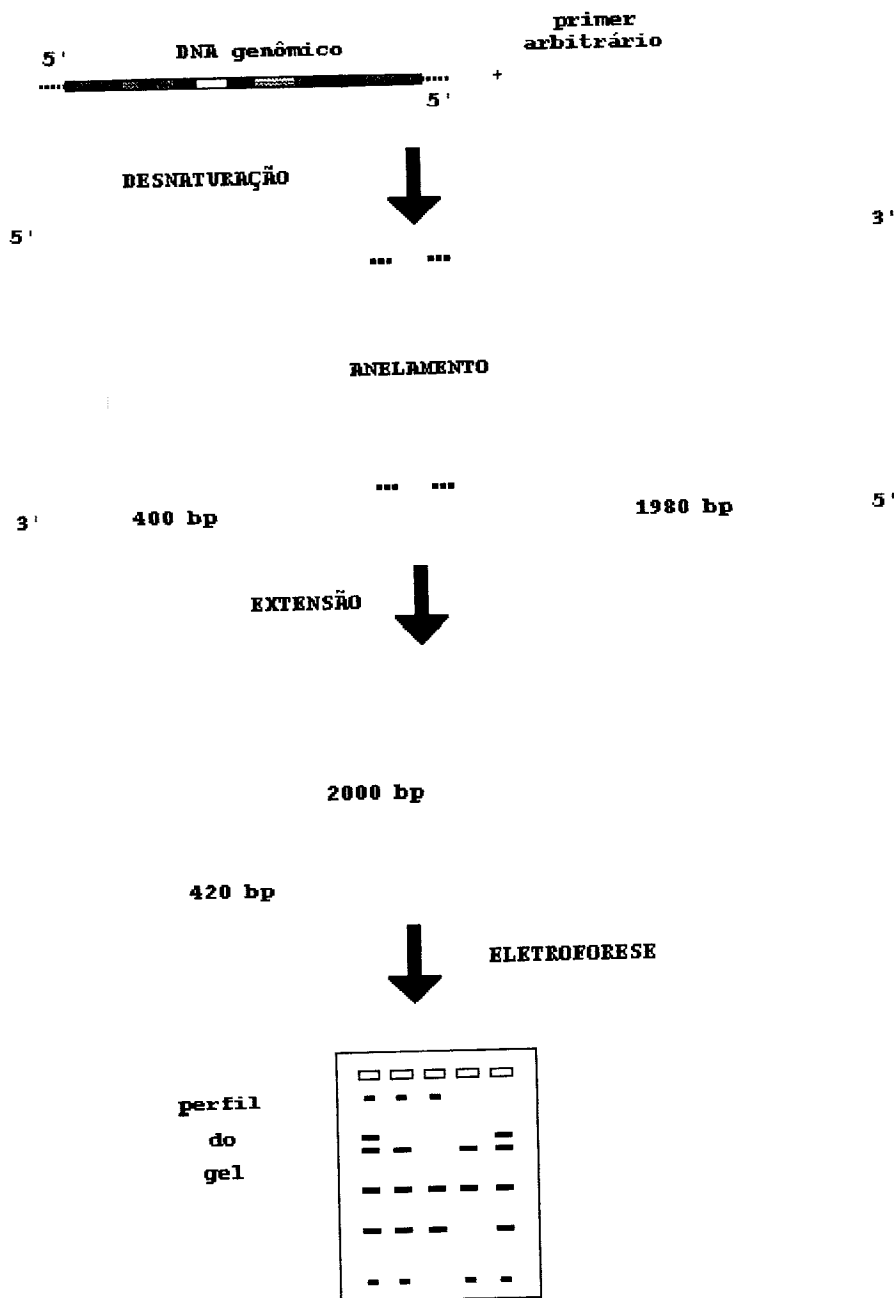 primer
arbitrário
DNA genômico
5'
+
5'
DESNATURAÇÃO
5'
3'
ANELAMENTO
3'
400 bp
1980 bp
5'
EXTENSÃO
2000 bp
420 bp
ELETROFORESE
perfil
do
gel